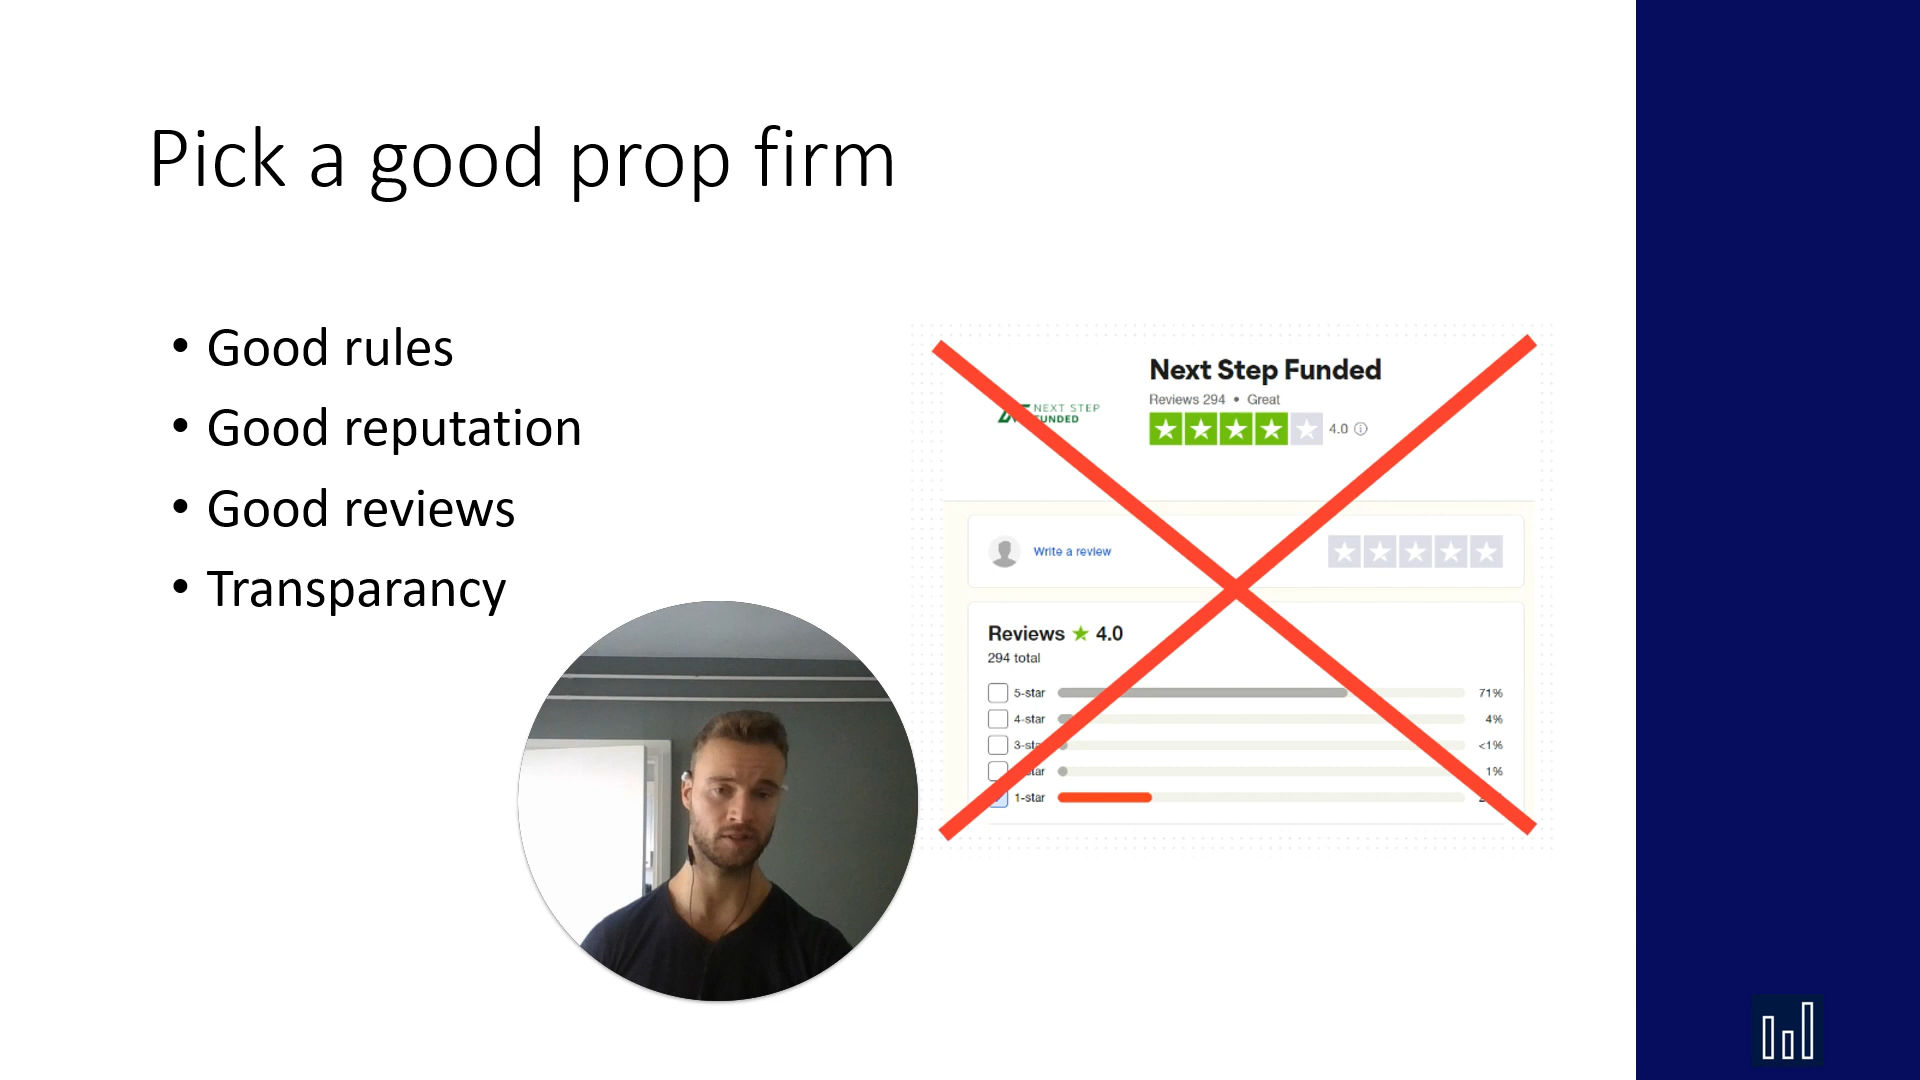 Pick a good prop firm
• Good rules
• Good reputation
• Good reviews
• Transparancy
Next Step Funded
Reviews 294 • Great
4.0
NEXT STEP
FUNDED
Write a review
Reviews ★ 4.0
294 total
5-star 71%
4-star 4%
3-star <1%
1%
1-star